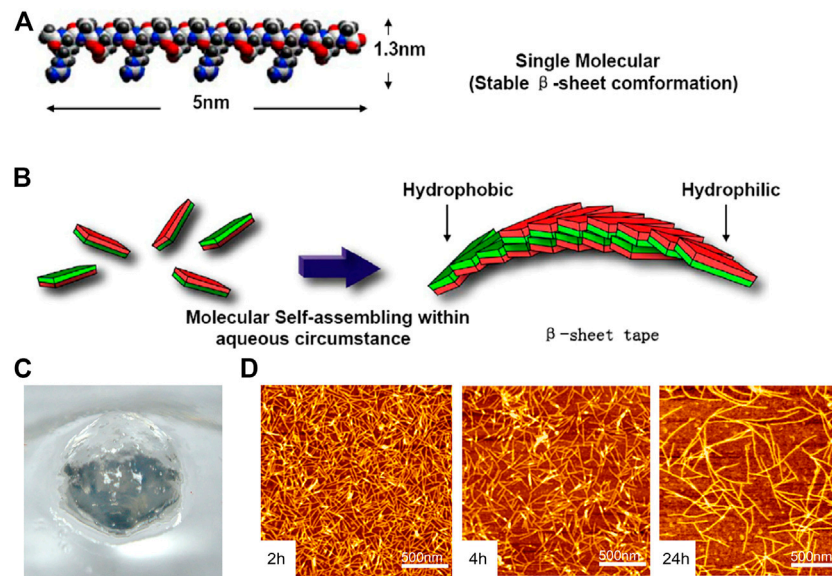 A
1.3nm
5nm
Single Molecular
(Stable β-sheet comformation)
B
Hydrophobic
Hydrophilic
Molecular Self-assembling within
aqueous circumstance
β-sheet tape
C
D
2h
500nm
4h
500nm
24h
500nm